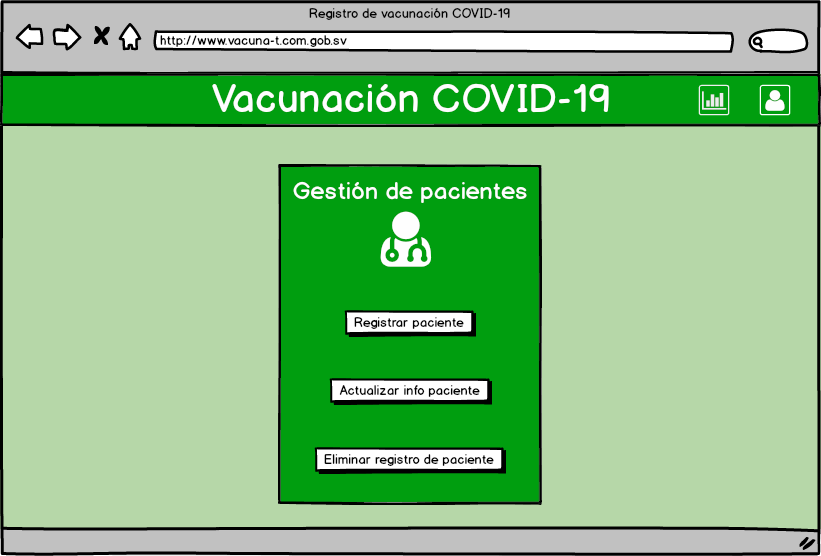 Registro de vacunación COVID-19
http://www.vacuna-t.com.gob.sv
Vacunación COVID-19
Gestión de pacientes
Registrar paciente
Actualizar info paciente
Eliminar registro de paciente